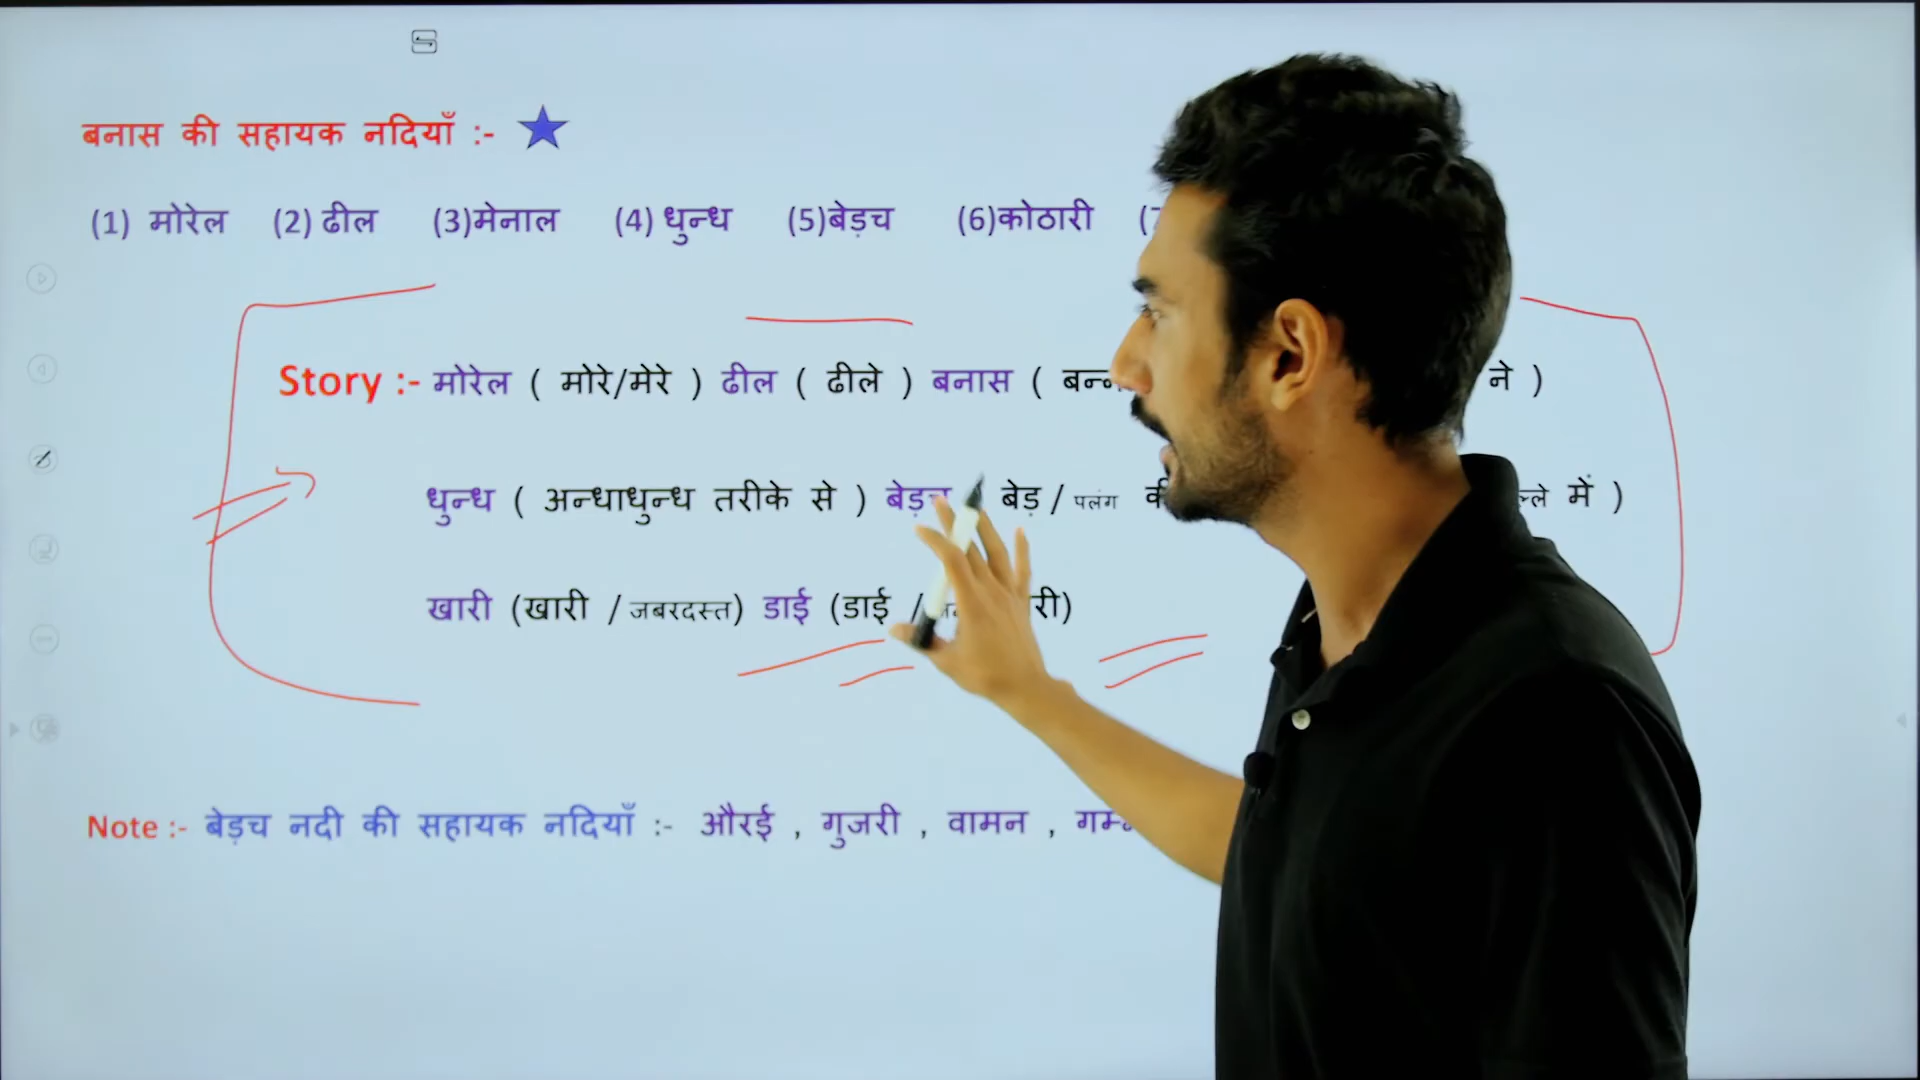 बनास की सहायक नदियाँ :-
(1) मोरेल (2) ढील (3)मेनाल (4) धुन्ध (5)बेड़च (6)कोठारी
Story :- मोरेल ( मोरे/मेरे ) ढील ( ढीले ) बनास ( ने )
धुन्ध ( अन्धाधुन्ध तरीके से ) बेड़च बेड़ / पलंग में )
खारी (खारी / जबरदस्त) डाई (डाई /
Note :- बेड़च नदी की सहायक नदियाँ :- औरई , गुजरी , वामन ,